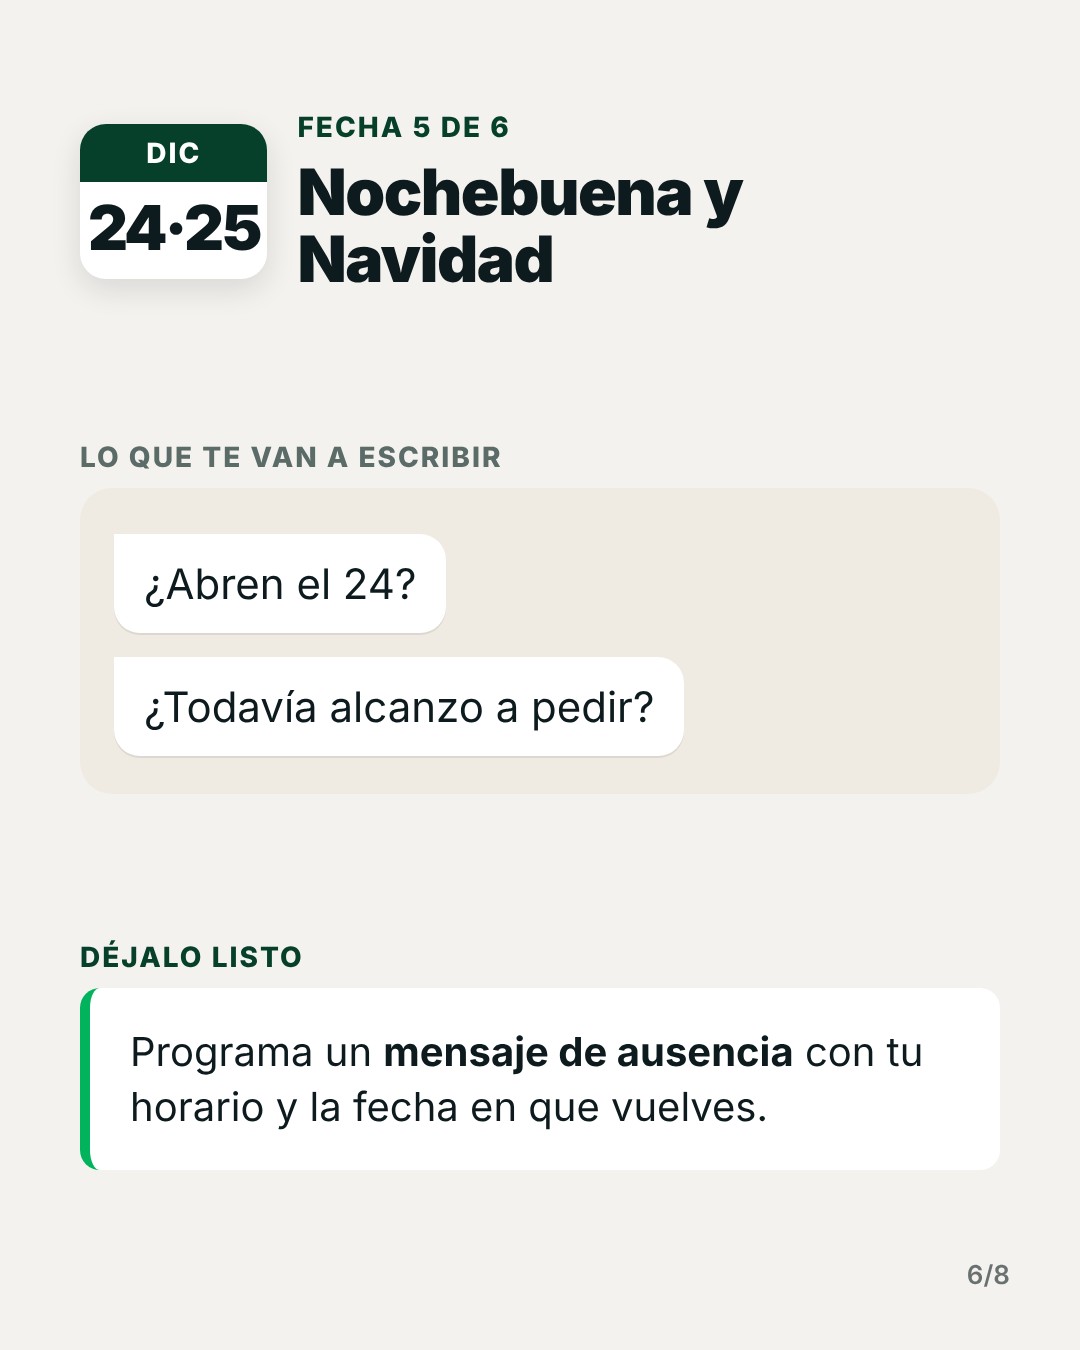 DIC
24·25
FECHA 5 DE 6
Nochebuena y
Navidad
LO QUE TE VAN A ESCRIBIR
¿Abren el 24?
¿Todavía alcanzo a pedir?
DÉJALO LISTO
Programa un mensaje de ausencia con tu
horario y la fecha en que vuelves.
6/8